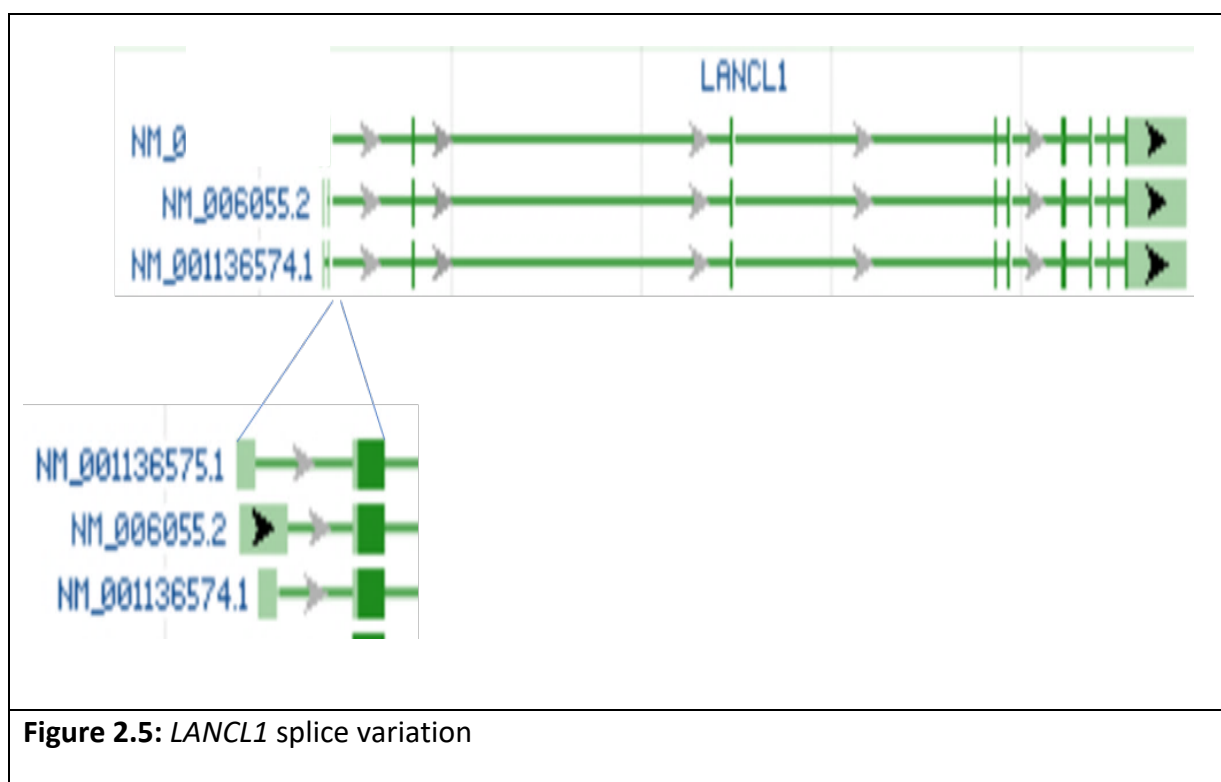 LANCL1
NM_0
NM_006055.2
NM_001136574.1
NM_001136575.1
NM_006055.2
NM_001136574.1
Figure 2.5: LANCL1 splice variation